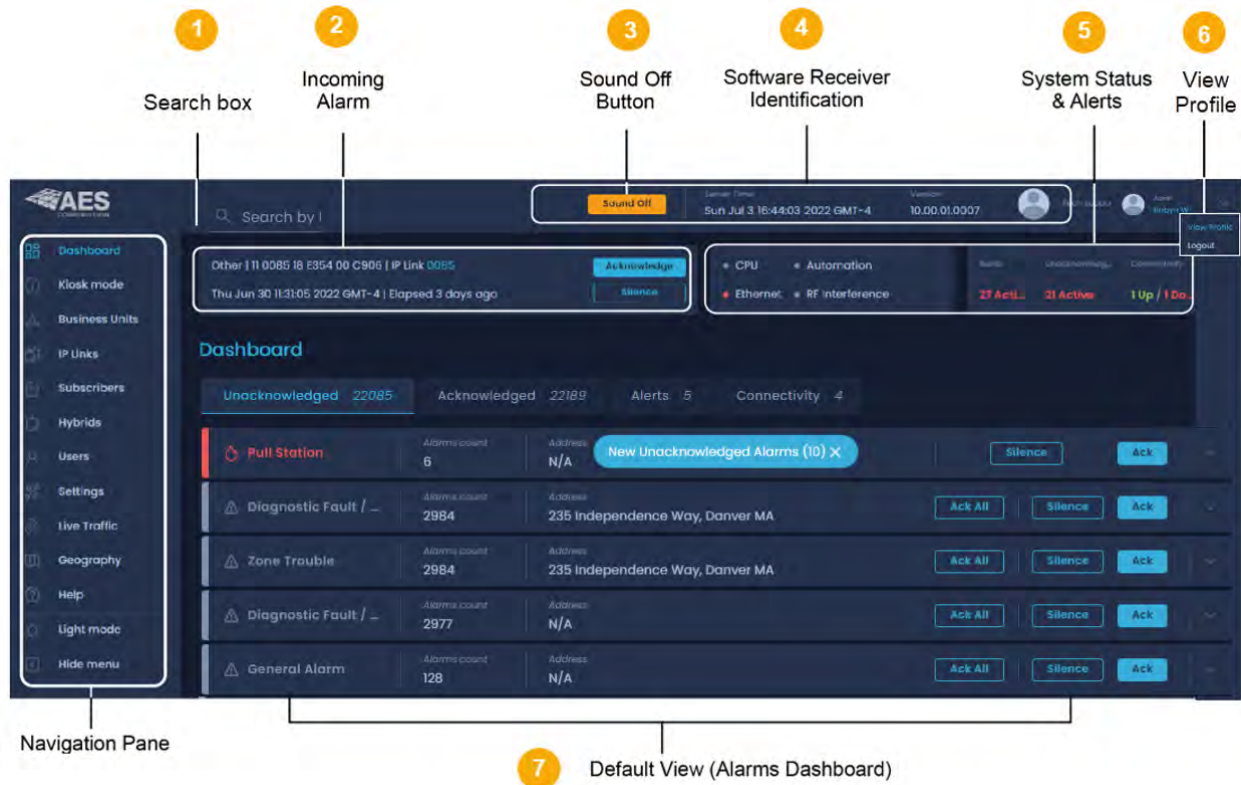 1
2
3
4
5
6
Search box
Incoming
Alarm
Sound Off
Button
Software Receiver
Identification
System Status
& Alerts
View
Profile
AES
Search by I
Sound Off
Server Time
Sun Jul 3 16:44:03 2022 GMT-4
Version
10.00.01.0007
Admin
View Profile
Logout
Dashboard
Kiosk mode
Business Units
IP Links
Subscribers
Hybrids
Users
Settings
Live Traffic
Geography
Help
Light mode
Hide menu
Other | 11 0085 18 E354 00 C906 | IP Link 0085
Acknowledge
Thu Jun 30 11:31:05 2022 GMT-4 | Elapsed 3 days ago
Silence
CPU
Automation
Ethernet
RF Interference
Connectivity
27 Acti...
21 Active
1 Up / 1 Do...
Dashboard
Unacknowledged 22085
Acknowledged 22189
Alerts 5
Connectivity 4
Pull Station
Alarms count
6
Address
N/A
New Unacknowledged Alarms (10) X
Silence
Ack
Diagnostic Fault / ...
Alarms count
2984
Address
235 Independence Way, Danver MA
Ack All
Silence
Ack
Zone Trouble
Alarms count
2984
Address
235 Independence Way, Danver MA
Ack All
Silence
Ack
Diagnostic Fault / ...
Alarms count
2977
Address
N/A
Ack All
Silence
Ack
General Alarm
Alarms count
128
Address
N/A
Ack All
Silence
Ack
Navigation Pane
7
Default View (Alarms Dashboard)